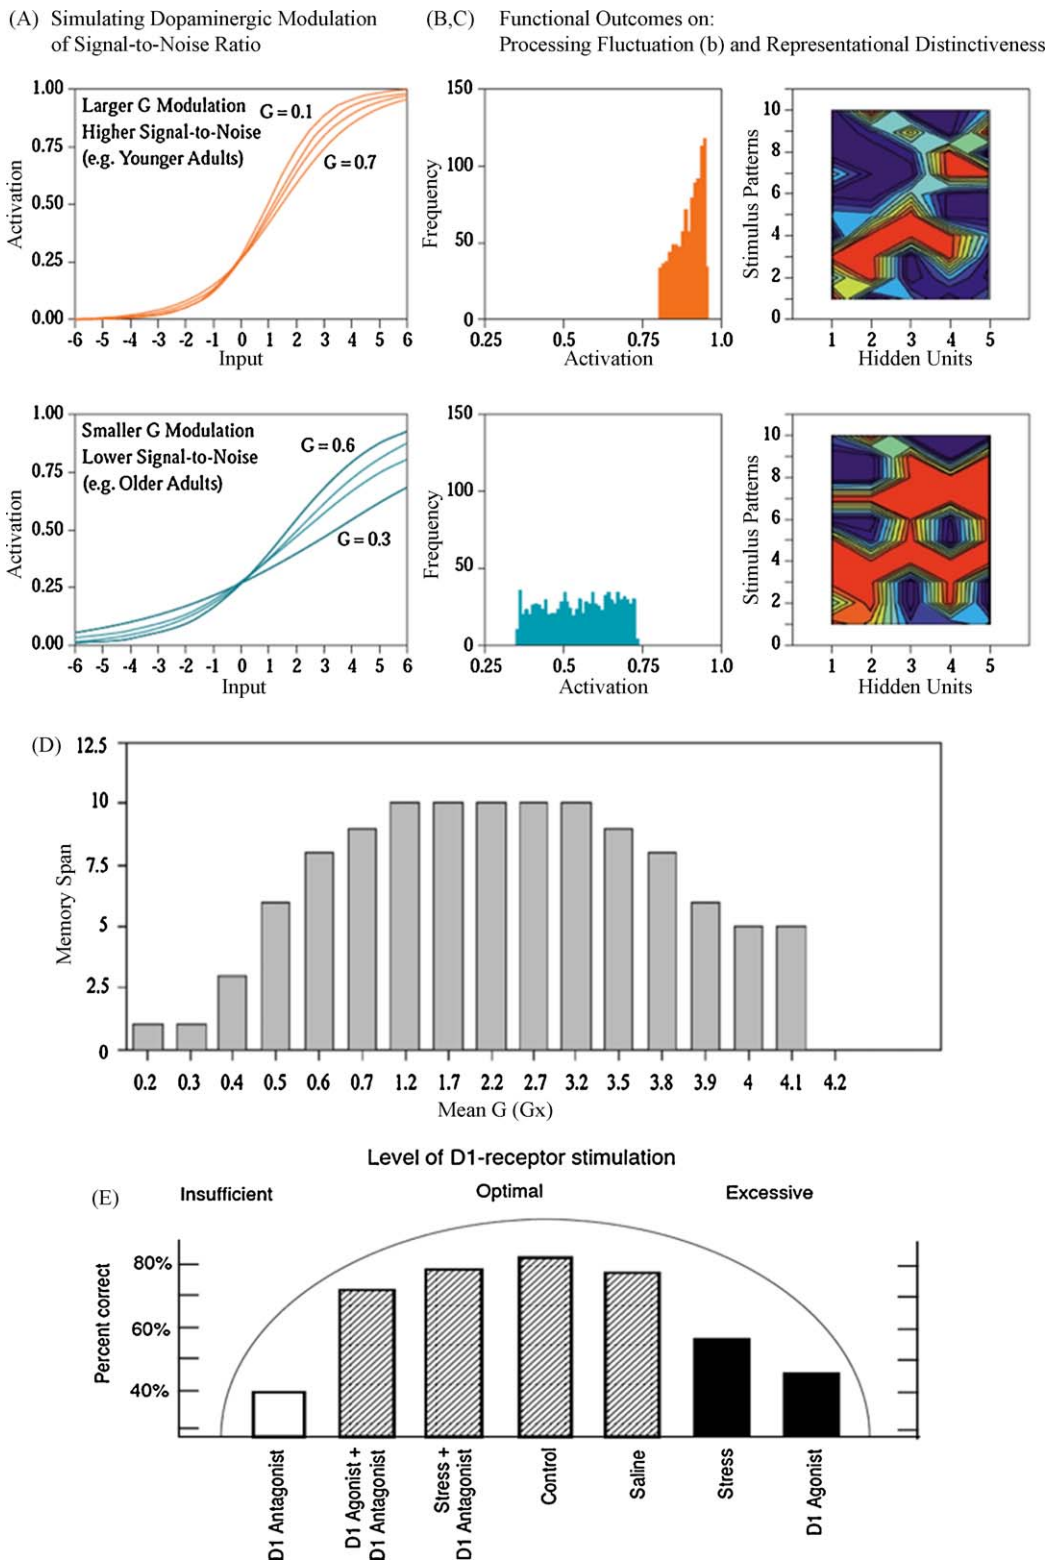 (A) Simulating Dopaminergic Modulation
of Signal-to-Noise Ratio
(B,C) Functional Outcomes on:
Processing Fluctuation (b) and Representational Distinctiveness
Activation
1.00
0.75
0.50
0.25
0.00
Larger G Modulation
Higher Signal-to-Noise
(e.g. Younger Adults)
G = 0.1
G = 0.7
-6 -5 -4 -3 -2 -1 0 1 2 3 4 5 6
Input
Frequency
150
100
50
0
0.25 0.5 0.75 1.0
Activation
Stimulus Patterns
10
8
6
4
2
0
1 2 3 4 5
Hidden Units
Activation
1.00
0.75
0.50
0.25
0.00
Smaller G Modulation
Lower Signal-to-Noise
(e.g. Older Adults)
G = 0.6
G = 0.3
-6 -5 -4 -3 -2 -1 0 1 2 3 4 5 6
Input
Frequency
150
100
50
0
0.25 0.5 0.75 1.0
Activation
Stimulus Patterns
10
8
6
4
2
0
1 2 3 4 5
Hidden Units
(D)
Memory Span
12.5
10
7.5
5
2.5
0
0.2 0.3 0.4 0.5 0.6 0.7 1.2 1.7 2.2 2.7 3.2 3.5 3.8 3.9 4 4.1 4.2
Mean G (Gx)
Level of D1-receptor stimulation
(E)
Insufficient Optimal Excessive
Percent correct
80%
60%
40%
D1 Antagonist
D1 Agonist +
D1 Antagonist
Stress +
D1 Antagonist
Control
Saline
Stress
D1 Agonist